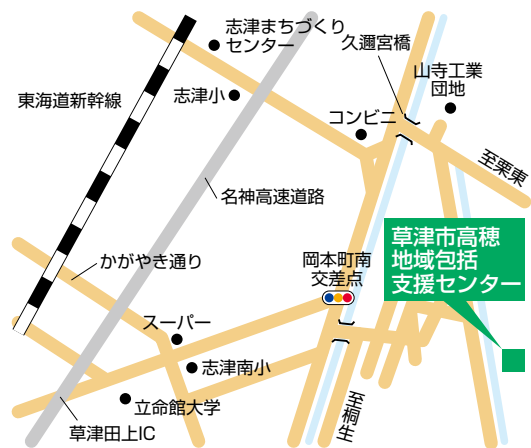 志津まちづくり
センター
久邇宮橋
山寺工業
団地
東海道新幹線
志津小
コンビニ
至栗東
名神高速道路
草津市高穂
地域包括
支援センター
かがやき通り
岡本町南
交差点
スーパー
志津南小
立命館大学
至桐生
草津田上IC